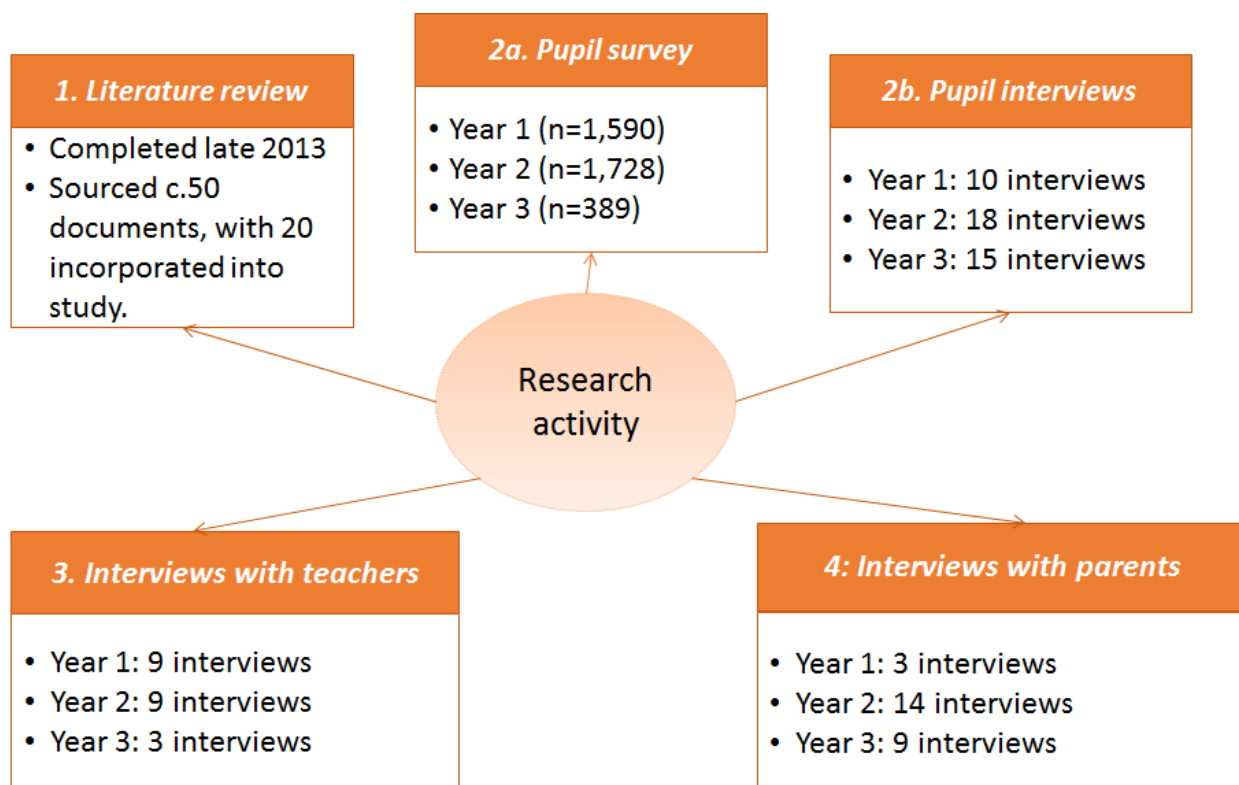 1. Literature review
• Completed late 2013
• Sourced c.50
documents, with 20
incorporated into
study.
2a. Pupil survey
• Year 1 (n=1,590)
• Year 2 (n=1,728)
• Year 3 (n=389)
2b. Pupil interviews
• Year 1: 10 interviews
• Year 2: 18 interviews
• Year 3: 15 interviews
Research
activity
3. Interviews with teachers
• Year 1: 9 interviews
• Year 2: 9 interviews
• Year 3: 3 interviews
4: Interviews with parents
• Year 1: 3 interviews
• Year 2: 14 interviews
• Year 3: 9 interviews